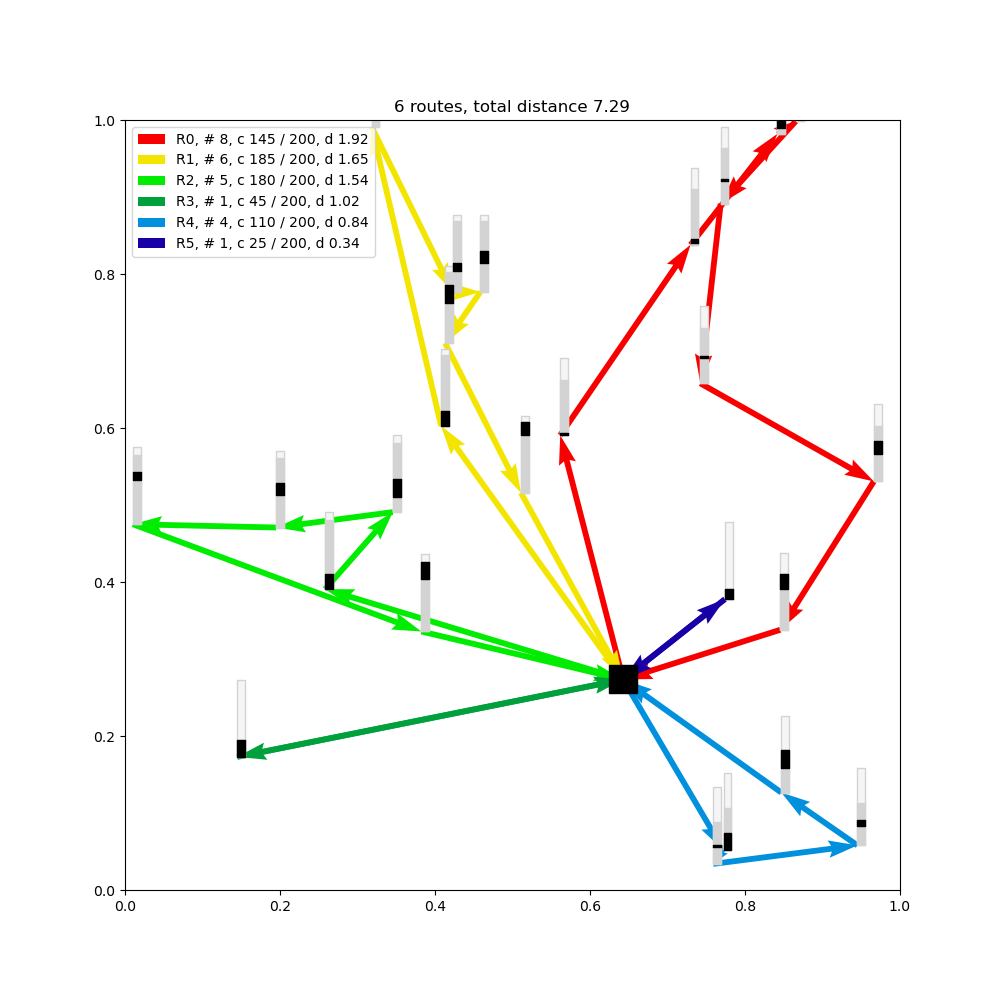 6 routes, total distance 7.29
1.0
R0, # 8, c 145 / 200, d 1.92
R1, # 6, c 185 / 200, d 1.65
R2, # 5, c 180 / 200, d 1.54
R3, # 1, c 45 / 200, d 1.02
R4, # 4, c 110 / 200, d 0.84
R5, # 1, c 25 / 200, d 0.34
0.8
0.6
0.4
0.2
0.0
0.0 0.2 0.4 0.6 0.8 1.0